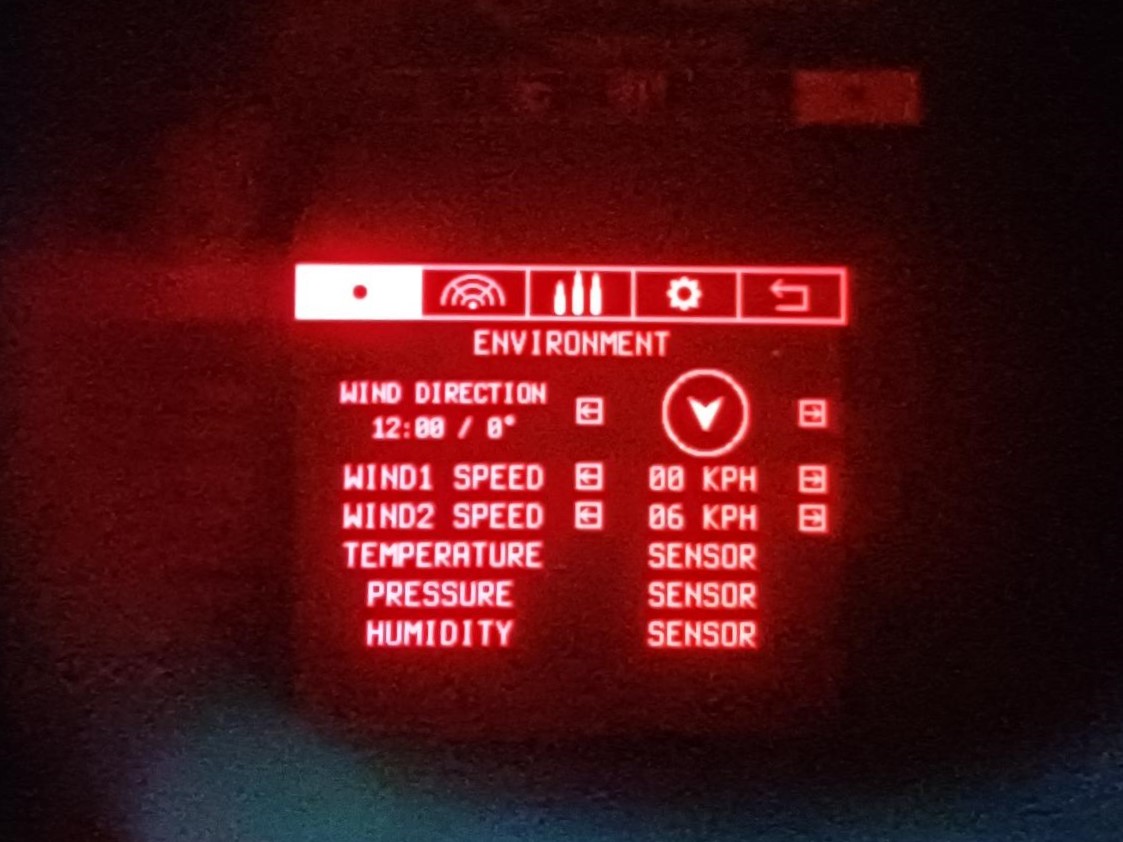 ENVIRONMENT
WIND DIRECTION
12:00 / 0°
WIND1 SPEED 00 KPH
WIND2 SPEED 06 KPH
TEMPERATURE SENSOR
PRESSURE SENSOR
HUMIDITY SENSOR